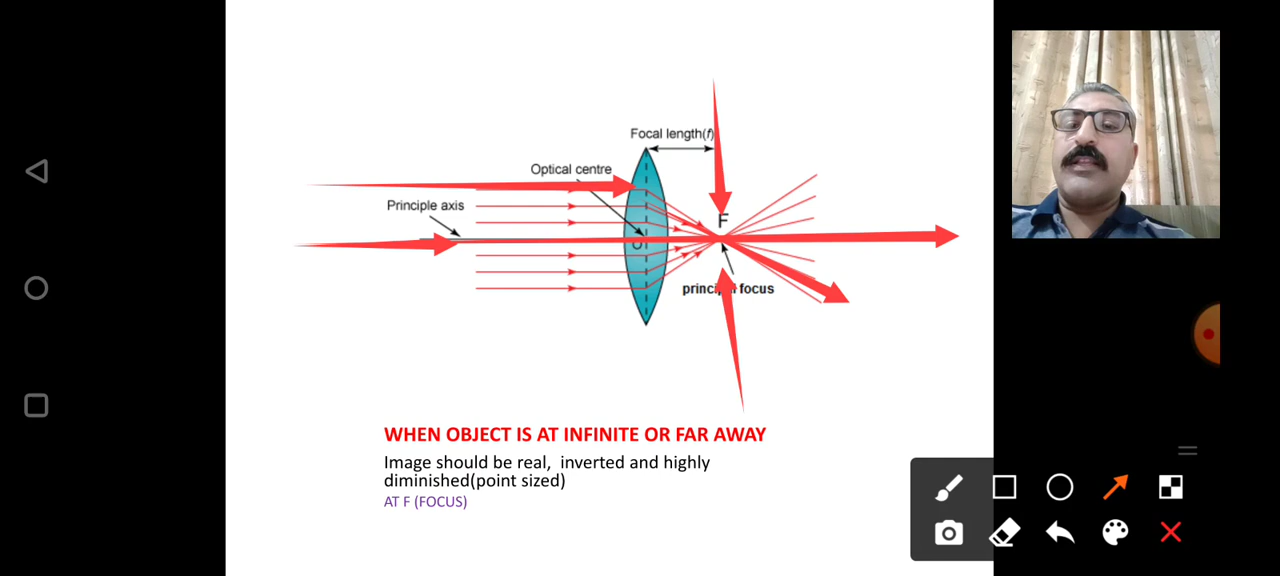 Focal length(f)
Optical centre
Principle axis
F
O
principal focus
WHEN OBJECT IS AT INFINITE OR FAR AWAY
Image should be real, inverted and highly
diminished(point sized)
AT F (FOCUS)